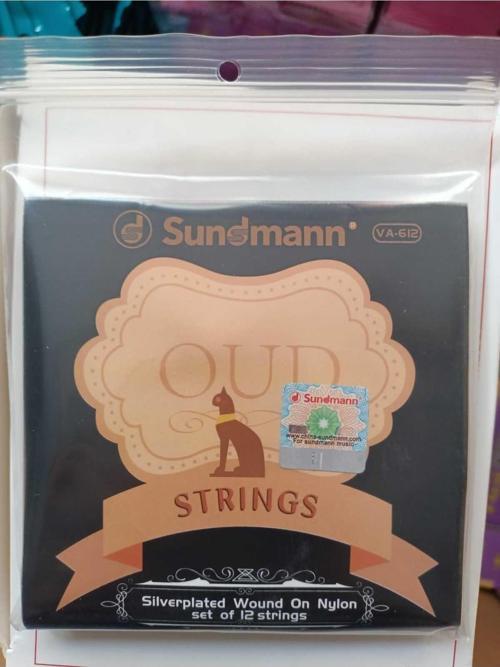 Sundmann
VA-612
OUD
Sundmann
www.china-sundmann.com
For sundmann music
STRINGS
Silverplated Wound On Nylon
set of 12 strings